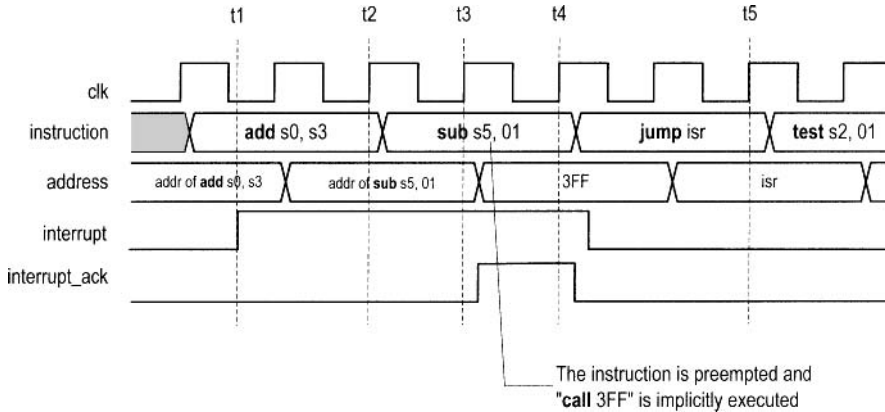 t1 t2 t3 t4 t5
clk
instruction add s0, s3 sub s5, 01 jump isr test s2, 01
address addr of add s0, s3 addr of sub s5, 01 3FF isr
interrupt
interrupt_ack
The instruction is preempted and
"call 3FF" is implicitly executed